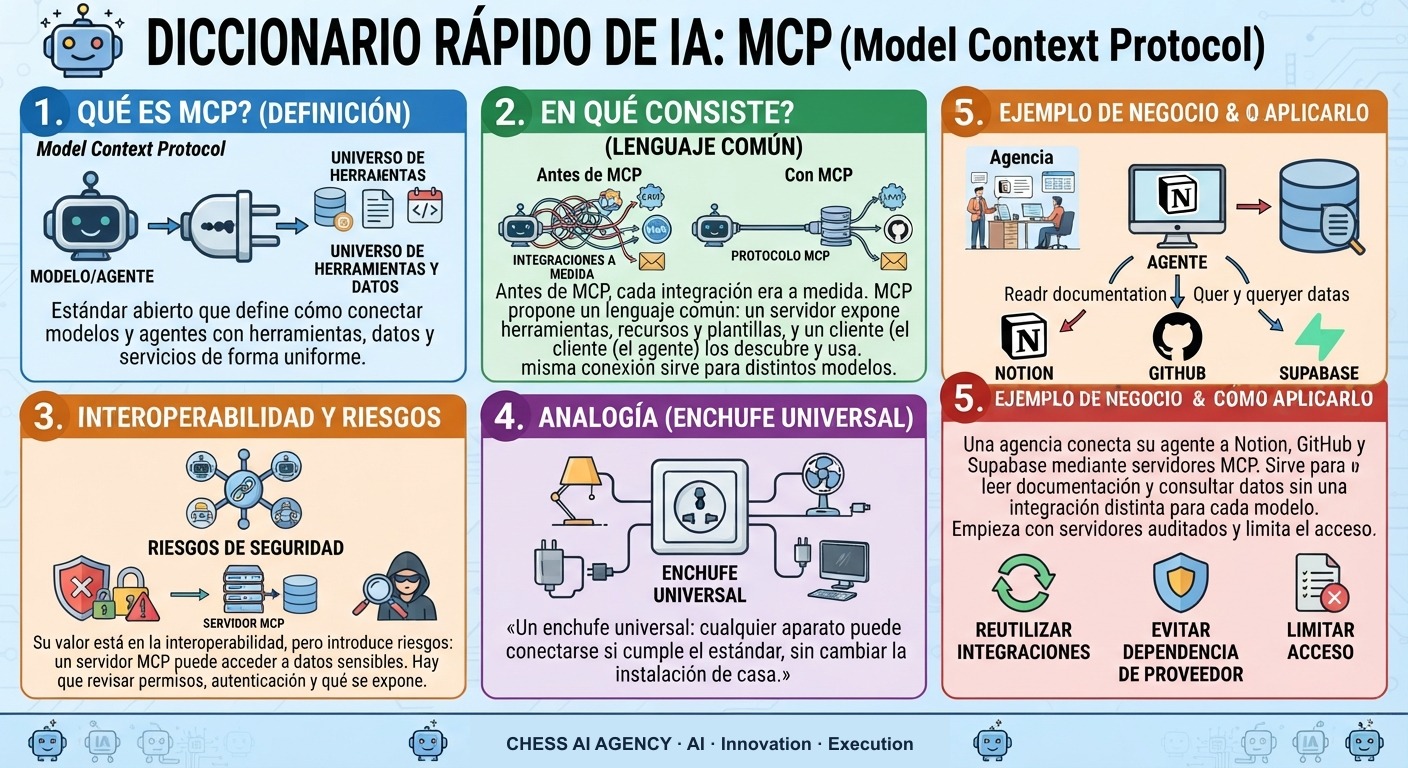 DICCIONARIO RÁPIDO DE IA: MCP (Model Context Protocol)
1. QUÉ ES MCP? (DEFINICIÓN)
Model Context Protocol
UNIVERSO DE
HERRAMENTAS
MODELO/AGENTE
UNIVERSO DE
HERRAMIENTAS Y
DATOS
Estándar abierto que define cómo conectar
modelos y agentes con herramientas, datos y
servicios de forma uniforme.
2. EN QUÉ CONSISTE?
(LENGUAJE COMÚN)
Antes de MCP
Con MCP
INTEGRACIONES A
MEDIDA
PROTOCOLO MCP
Antes de MCP, cada integración era a medida. MCP
propone un lenguaje común: un servidor expone
herramientas, recursos y plantillas, y un cliente (el
cliente (el agente) los descubre y usa.
misma conexión sirve para distintos modelos.
3. INTEROPERABILIDAD Y RIESGOS
RIESGOS DE SEGURIDAD
SERVIDOR MCP
Su valor está en la interoperabilidad, pero introduce riesgos:
un servidor MCP puede acceder a datos sensibles. Hay
que revisar permisos, autenticación y qué se expone.
4. ANALOGÍA (ENCHUFE UNIVERSAL)
ENCHUFE
UNIVERSAL
«Un enchufe universal: cualquier aparato puede
conectarse si cumple el estándar, sin cambiar la
instalación de casa.»
5. EJEMPLO DE NEGOCIO & APLICARLO
Agencia
N
AGENTE
Readr documentation
Quer y queryer datas
N
NOTION
GITHUB
SUPABASE
5. EJEMPLO DE NEGOCIO & CÓMO APLICARLO
Una agencia conecta su agente a Notion, GitHub y
Supabase mediante servidores MCP. Sirve para
leer documentación y consultar datos sin una
integración distinta para cada modelo.
Empieza con servidores auditados y limita el acceso.
REUTILIZAR
INTEGRACIONES
EVITAR
DEPENDENCIA
DE PROVEEDOR
LIMITAR
ACCESO
IA
CHESS AI AGENCY · AI · Innovation · Execution
IA